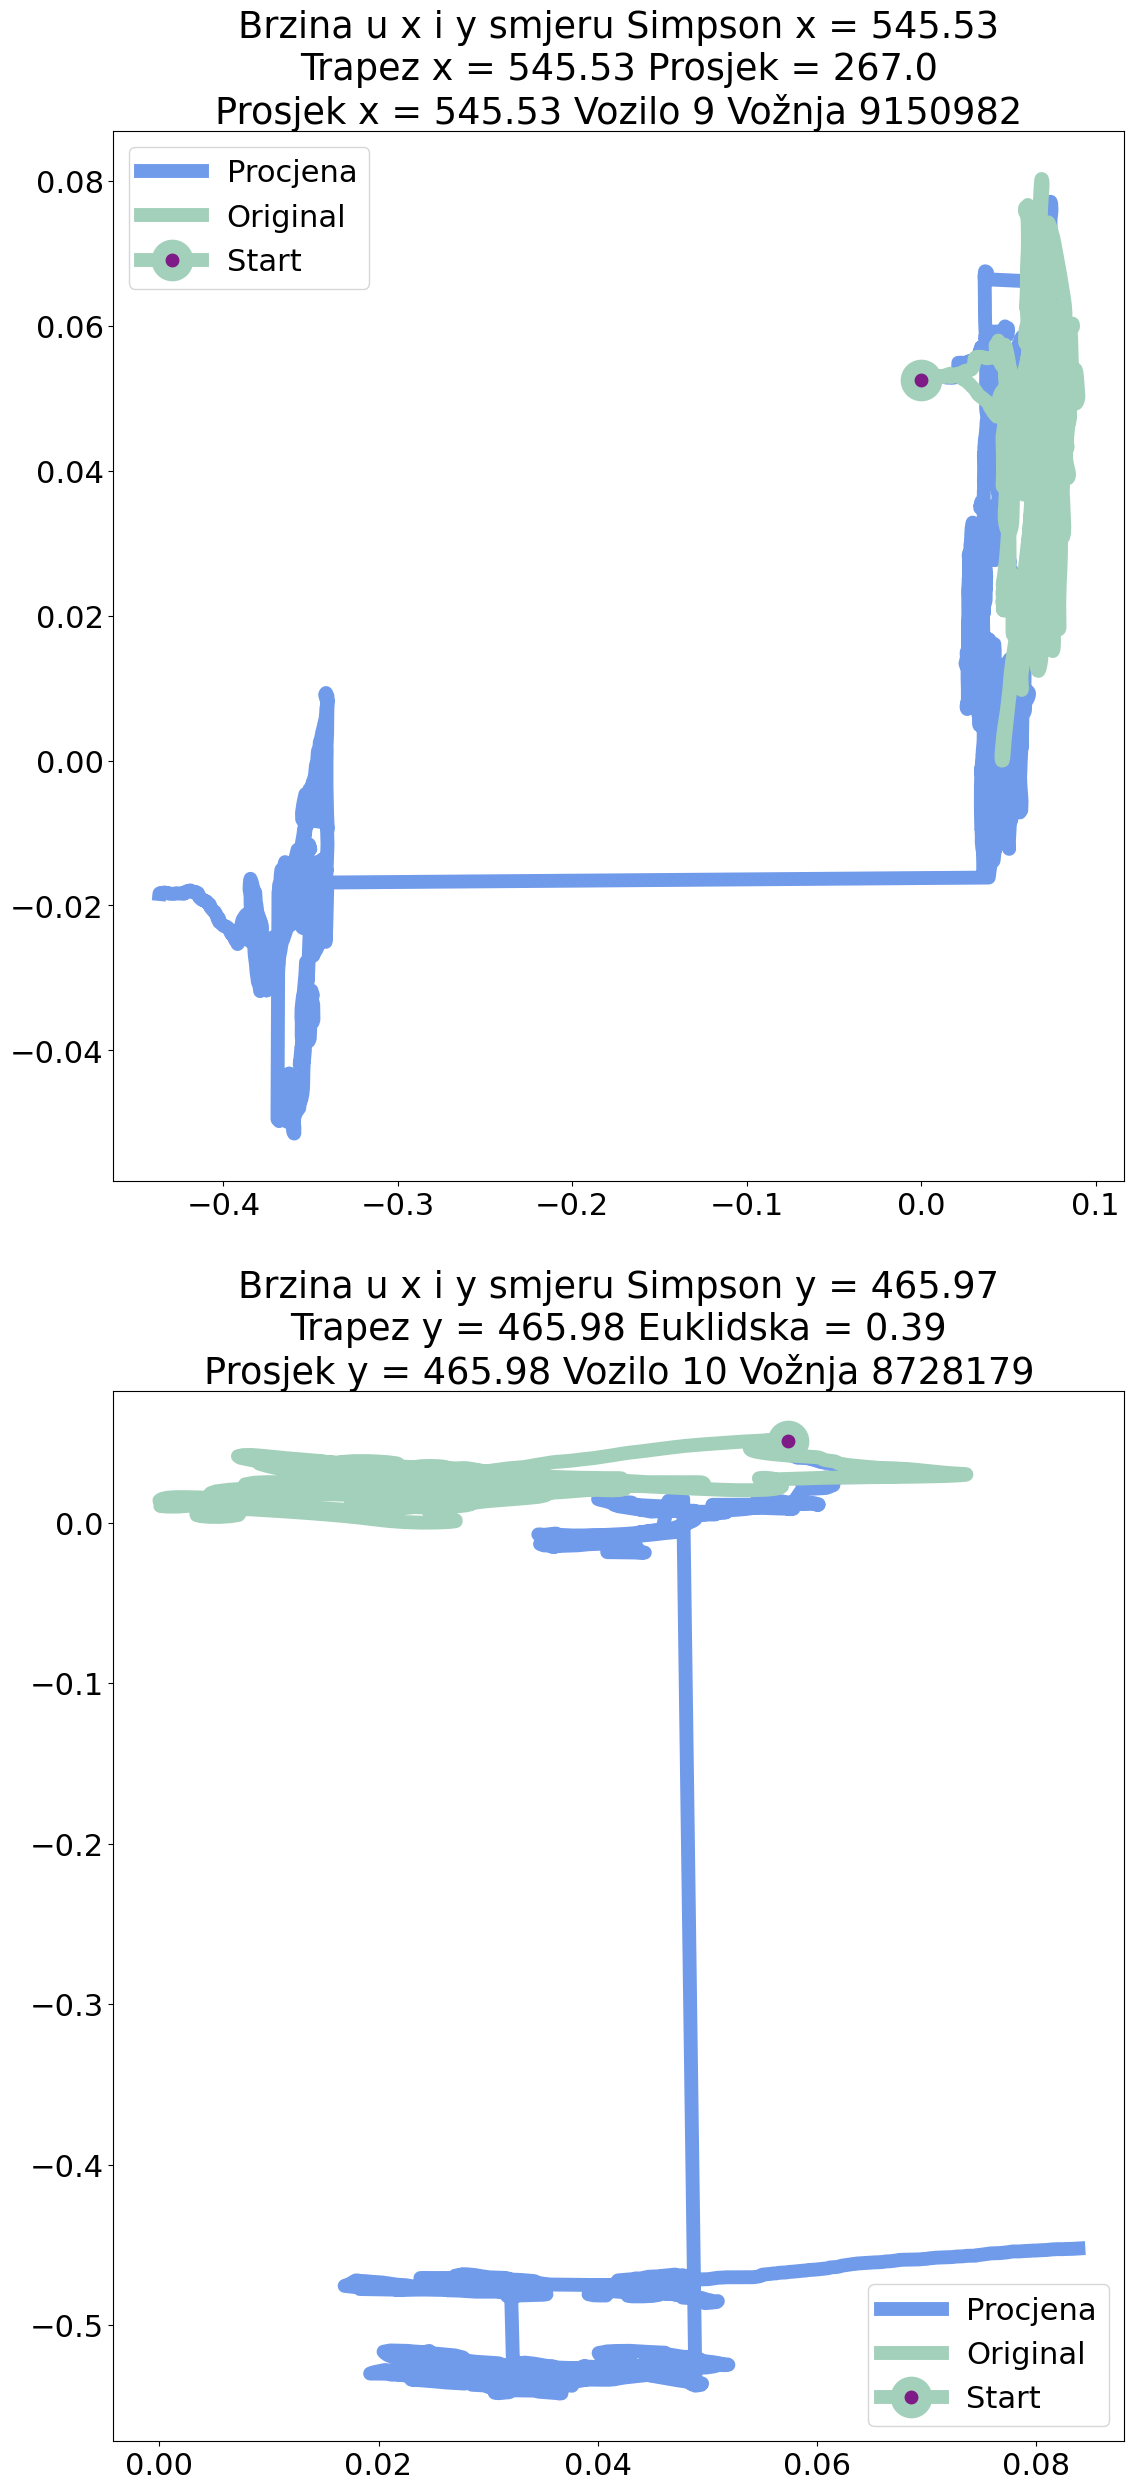 Brzina u x i y smjeru Simpson x = 545.53
Trapez x = 545.53 Prosjek = 267.0
Prosjek x = 545.53 Vozilo 9 Vožnja 9150982
Procjena
Original
Start
0.08
0.06
0.04
0.02
0.00
−0.02
−0.04
−0.4
−0.3
−0.2
−0.1
0.0
0.1
Brzina u x i y smjeru Simpson y = 465.97
Trapez y = 465.98 Euklidska = 0.39
Prosjek y = 465.98 Vozilo 10 Vožnja 8728179
0.0
−0.1
−0.2
−0.3
−0.4
−0.5
Procjena
Original
Start
0.00
0.02
0.04
0.06
0.08